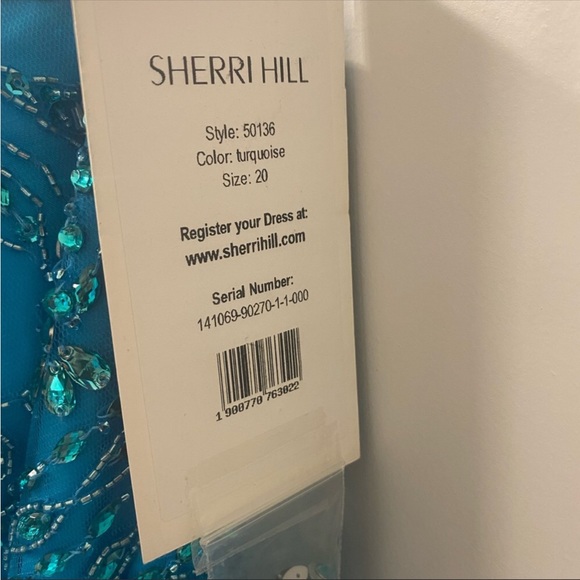 SHERRI HILL
Style: 50136
Color: turquoise
Size: 20
Register your Dress at:
www.sherrihill.com
Serial Number:
141069-90270-1-1-000
1 900770 763022